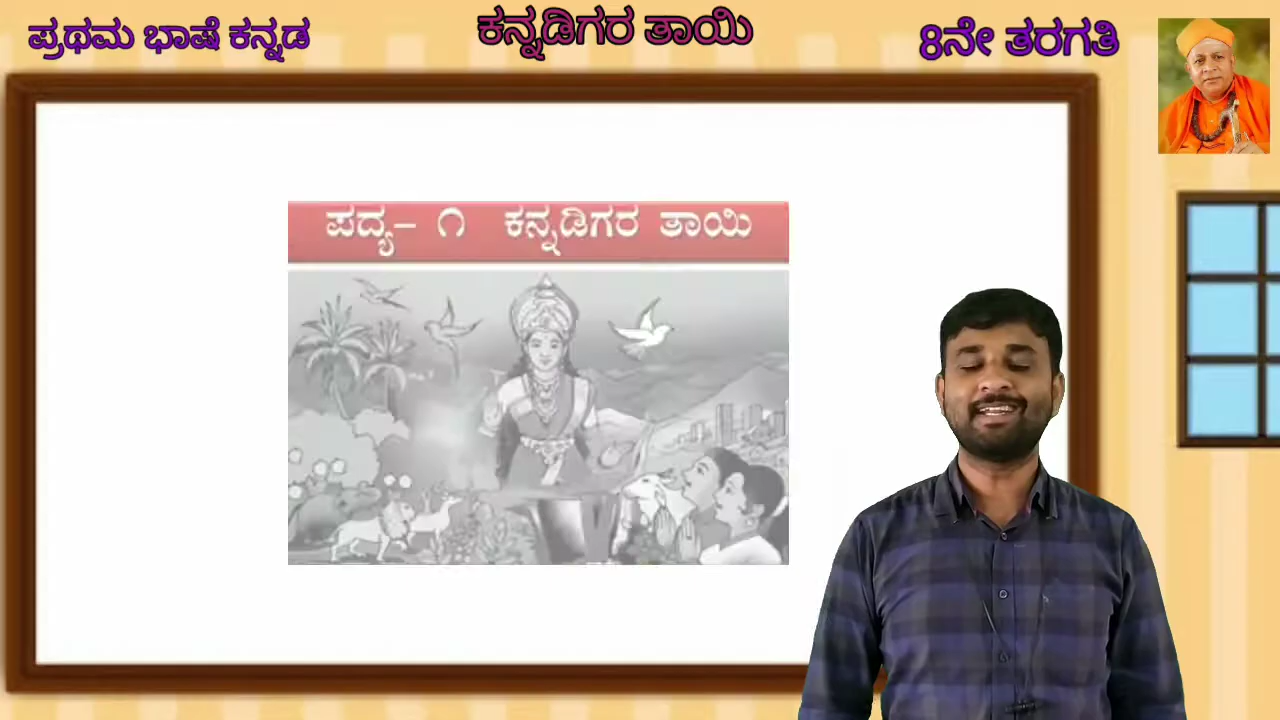 ಪ್ರಥಮ ಭಾಷೆ ಕನ್ನಡ
ಕನ್ನಡಿಗರ ತಾಯಿ
8ನೇ ತರಗತಿ
ಪದ್ಯ- ೧ ಕನ್ನಡಿಗರ ತಾಯಿ